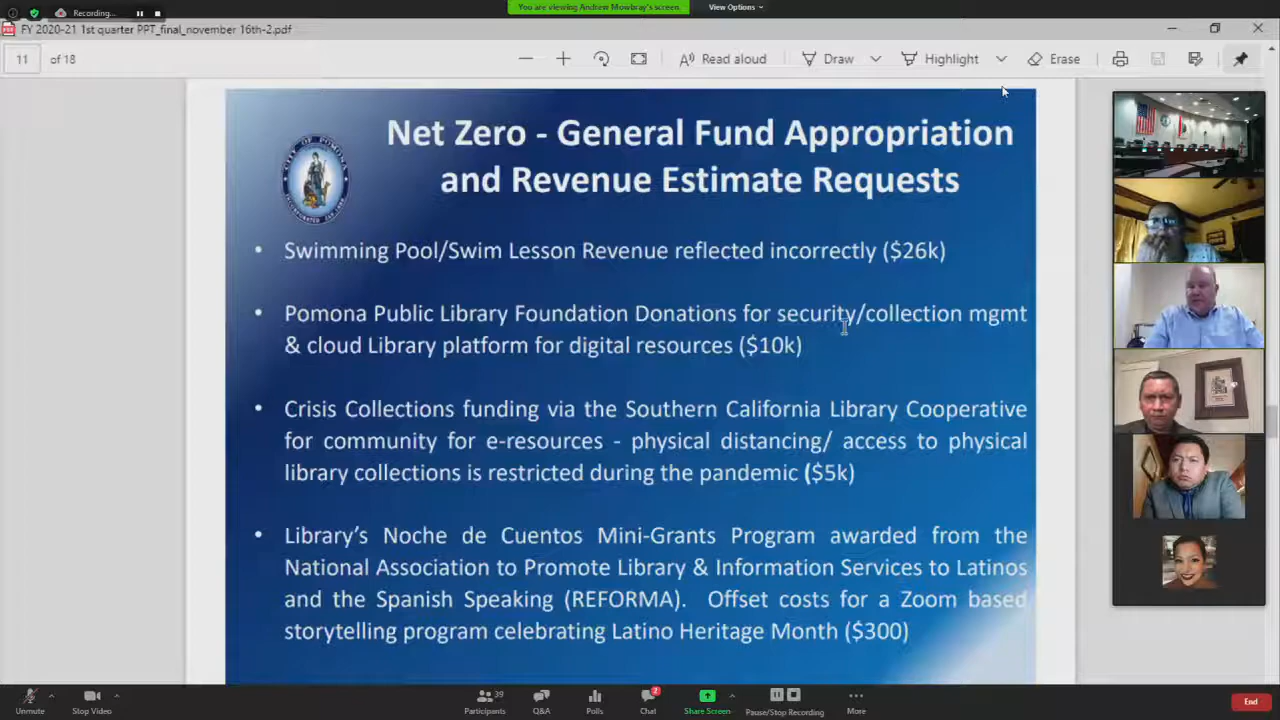 Recording...
You are viewing Andrew Mowbray's screen.
View Options
FY 2020-21 1st quarter PPT_final_november 16th-2.pdf
11 of 18
Read aloud
Draw
Highlight
Erase
CITY OF POMONA
Net Zero - General Fund Appropriation
and Revenue Estimate Requests
• Swimming Pool/Swim Lesson Revenue reflected incorrectly ($26k)
• Pomona Public Library Foundation Donations for security/collection mgmt
& cloud Library platform for digital resources ($10k)
• Crisis Collections funding via the Southern California Library Cooperative
for community for e-resources - physical distancing/ access to physical
library collections is restricted during the pandemic ($5k)
• Library's Noche de Cuentos Mini-Grants Program awarded from the
National Association to Promote Library & Information Services to Latinos
and the Spanish Speaking (REFORMA). Offset costs for a Zoom based
storytelling program celebrating Latino Heritage Month ($300)
Unmute
Stop Video
Participants
39
Q&A
Polls
Chat
2
Share Screen
Pause/Stop Recording
More
End